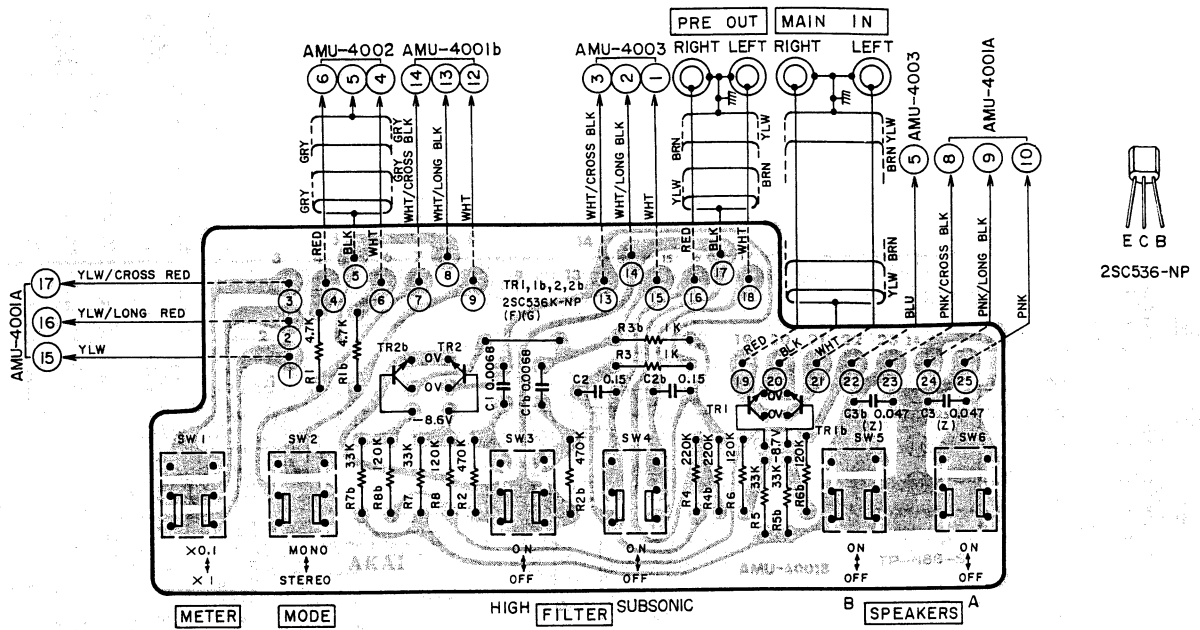 PRE OUT MAIN IN
RIGHT LEFT RIGHT LEFT
AMU-4002 AMU-4001b AMU-4003
6 5 4 14 13 12 3 2 1
AMU-4003 AMU-4001A
5 8 9 10
GRY GRY
GRY GRY
WHT/CROSS BLK WHT/LONG BLK WHT
WHT/CROSS BLK WHT/LONG BLK WHT
BRN YLW
YLW BRN
YLW BRN
BRN YLW
BLU PNK/CROSS BLK PNK/LONG BLK PNK
E C B
2SC536-NP
RED BLK WHT
RED BLK WHT
AMU-4001A
17 YLW/CROSS RED
16 YLW/LONG RED
15 YLW
3 4 5 6 7 8 9
2
1
TR1,1b,2,2b
2SC536K-NP
(F)(G)
13 14 15 16 17 18
R1 4.7K R1b 4.7K
TR2b 0V TR2
0V
-8.6V
C1 0.0068 C1b 0.0068
R3b 1K
R3 1K
C2 0.15 C2b 0.15
RED BLK WHT
19 20 21 22 23 24 25
0V
0V
TR1 TR1b
-8.7V
C3b 0.047 (Z)
C3 0.047 (Z)
SW1 SW2 SW3 SW4 SW5 SW6
R7b 33K R8b 120K R7 33K R8 120K R2 470K
R2b 470K
R4 220K R4b 220K R6 120K R5 33K R5b 33K R6b 120K
×0.1
×1
MONO
STEREO
AKAI
ON
OFF
ON
OFF
AMU-4001B
ON
OFF
ON
OFF
METER MODE HIGH FILTER SUBSONIC B SPEAKERS A